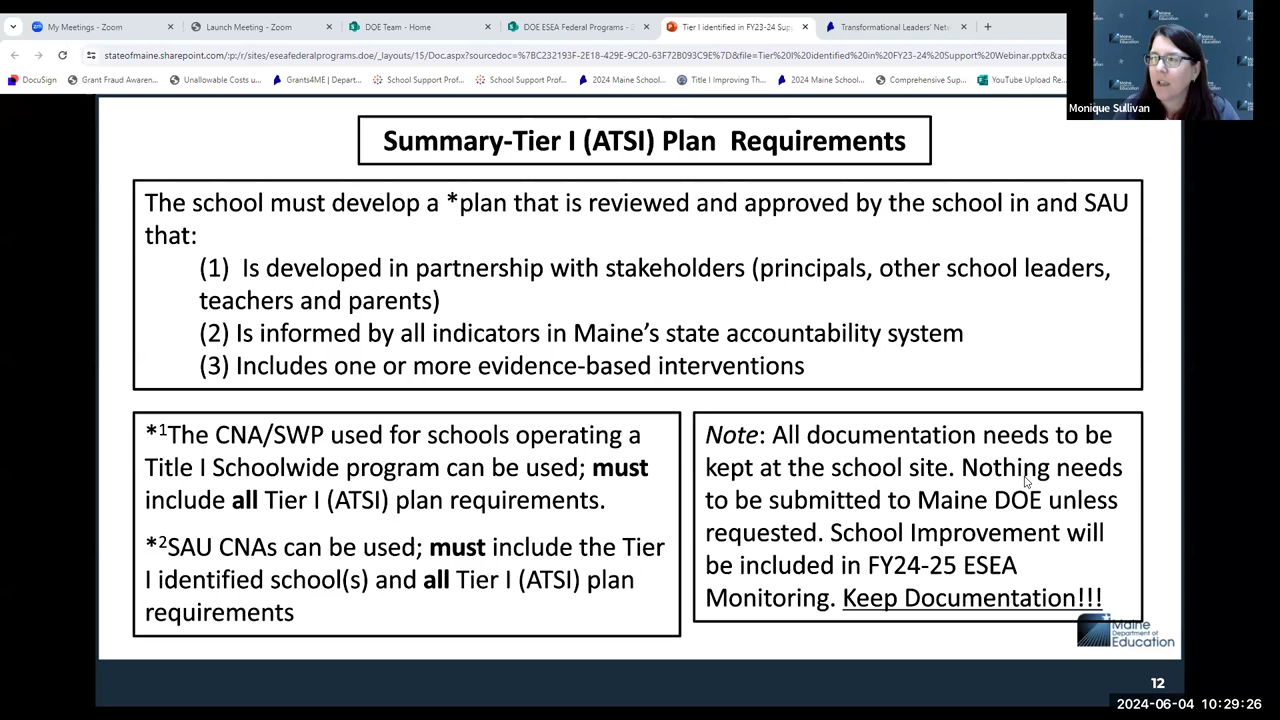 My Meetings - Zoom
Launch Meeting - Zoom
DOE Team - Home
DOE ESEA Federal Programs - 2
Tier I identified in FY23-24 Supp
Transformational Leaders' Netw
stateofmaine.sharepoint.com/:p:/r/sites/eseafederalprograms.doe/_layouts/15/Doc.aspx?sourcedoc=%7BC232193F-2E18-429E-9C20-63F72B093C9E%7D&file=Tier%20I%20identified%20in%20FY23-24%20Support%20Webinar.pptx&ac
DocuSign
Grant Fraud Awaren...
Unallowable Costs u...
Grants4ME | Depart...
School Support Prof...
School Support Prof...
2024 Maine School...
Title I Improving Th...
2024 Maine School...
Comprehensive Sup...
YouTube Upload Re...
Monique Sullivan
Summary-Tier I (ATSI) Plan Requirements
The school must develop a *plan that is reviewed and approved by the school in and SAU
that:
(1) Is developed in partnership with stakeholders (principals, other school leaders,
teachers and parents)
(2) Is informed by all indicators in Maine's state accountability system
(3) Includes one or more evidence-based interventions
*1The CNA/SWP used for schools operating a
Title I Schoolwide program can be used; must
include all Tier I (ATSI) plan requirements.
*2SAU CNAs can be used; must include the Tier
I identified school(s) and all Tier I (ATSI) plan
requirements
Note: All documentation needs to be
kept at the school site. Nothing needs
to be submitted to Maine DOE unless
requested. School Improvement will
be included in FY24-25 ESEA
Monitoring. Keep Documentation!!!
Maine
Department of
Education
12
2024-06-04 10:29:26